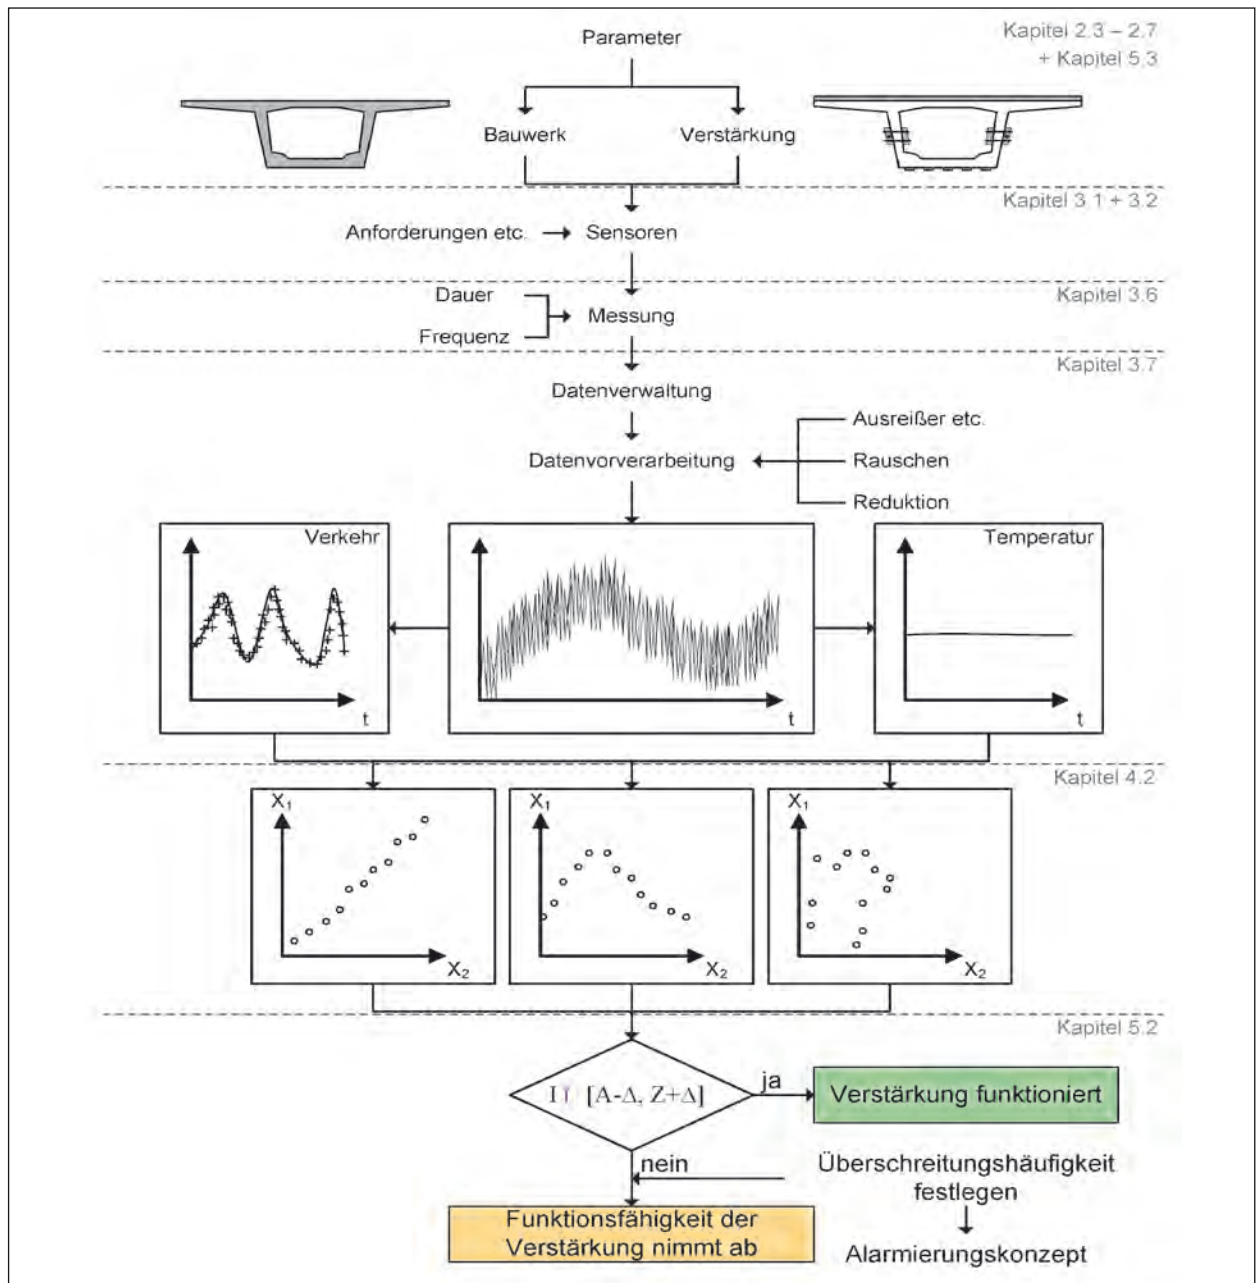 Parameter
Kapitel 2.3 – 2.7
+ Kapitel 5.3
Bauwerk
Verstärkung
Kapitel 3.1 + 3.2
Anforderungen etc.
Sensoren
Kapitel 3.6
Dauer
Messung
Frequenz
Kapitel 3.7
Datenverwaltung
Ausreißer etc.
Datenvorverarbeitung
Rauschen
Reduktion
Verkehr
Temperatur
t
t
t
Kapitel 4.2
X1
X1
X1
X2
X2
X2
Kapitel 5.2
[A-Δ, Z+Δ]
ja
Verstärkung funktioniert
nein
Überschreitungshäufigkeit
festlegen
Funktionsfähigkeit der
Verstärkung nimmt ab
Alarmierungskonzept